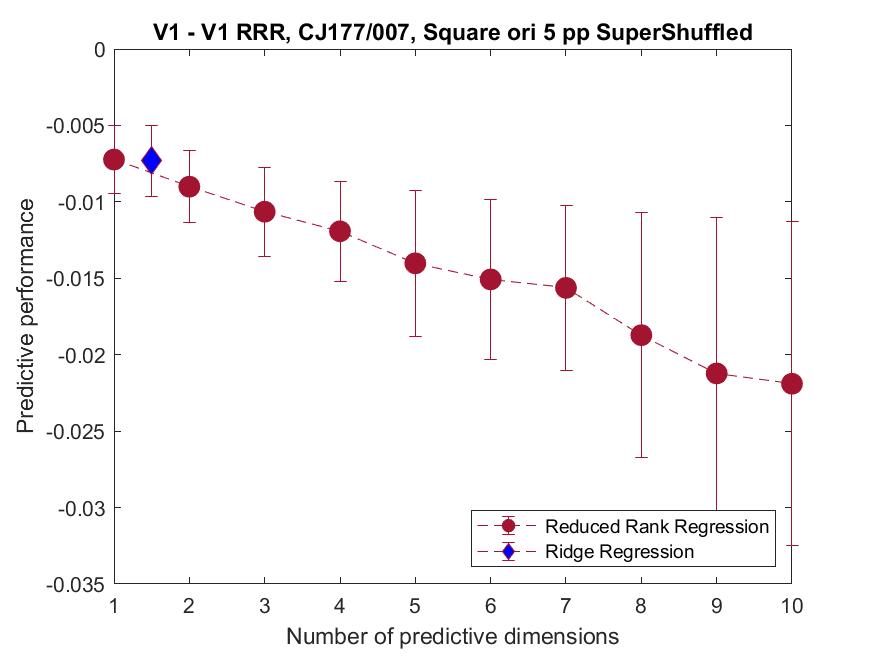 V1 - V1 RRR, CJ177/007, Square ori 5 pp SuperShuffled
Predictive performance
0
-0.005
-0.01
-0.015
-0.02
-0.025
-0.03
-0.035
Reduced Rank Regression
Ridge Regression
1 2 3 4 5 6 7 8 9 10
Number of predictive dimensions